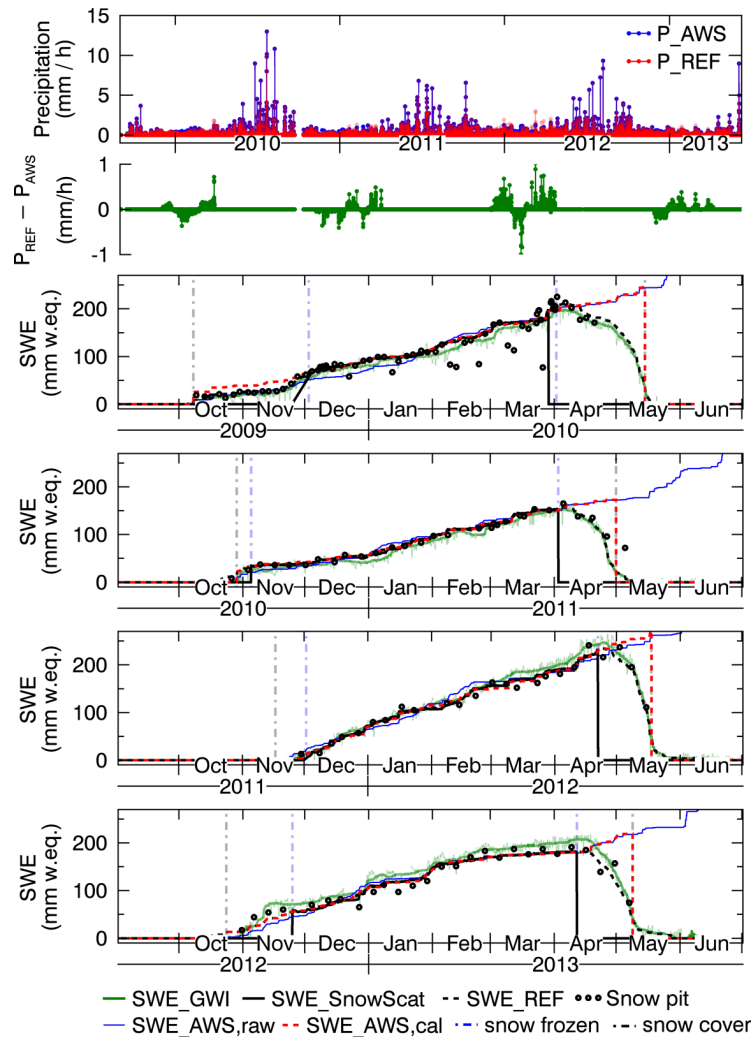 Precipitation
(mm / h)
15
10
5
0
P_AWS
P_REF
2010
2011
2012
2013
P_REF − P_AWS
(mm/h)
1
0
-1
SWE
(mm w.eq.)
200
100
0
Oct Nov Dec Jan Feb Mar Apr May Jun
2009 2010
SWE
(mm w.eq.)
200
100
0
Oct Nov Dec Jan Feb Mar Apr May Jun
2010 2011
SWE
(mm w.eq.)
200
100
0
Oct Nov Dec Jan Feb Mar Apr May Jun
2011 2012
SWE
(mm w.eq.)
200
100
0
Oct Nov Dec Jan Feb Mar Apr May Jun
2012 2013
SWE_GWI SWE_SnowScat SWE_REF Snow pit
SWE_AWS,raw SWE_AWS,cal snow frozen snow cover